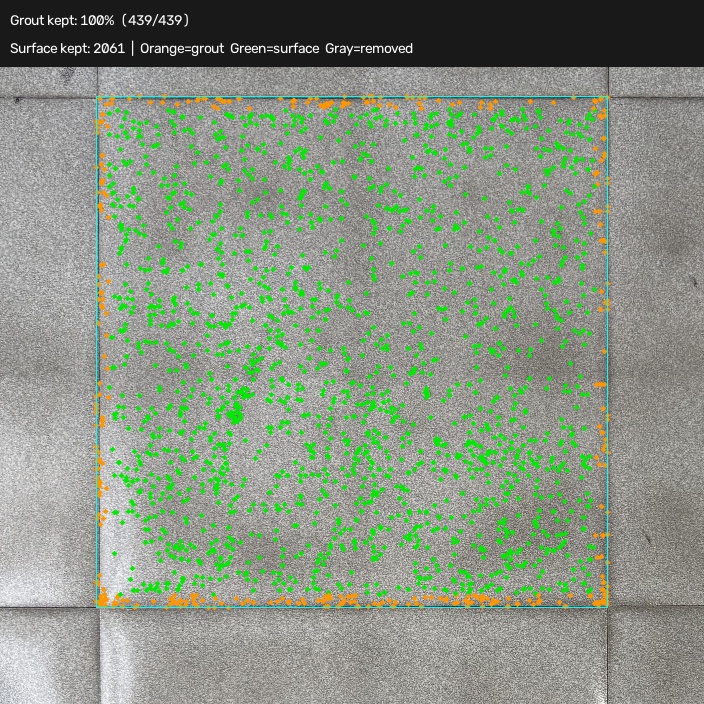 Grout kept: 100%  (439/439)
Surface kept: 2061 | Orange=grout  Green=surface  Gray=removed